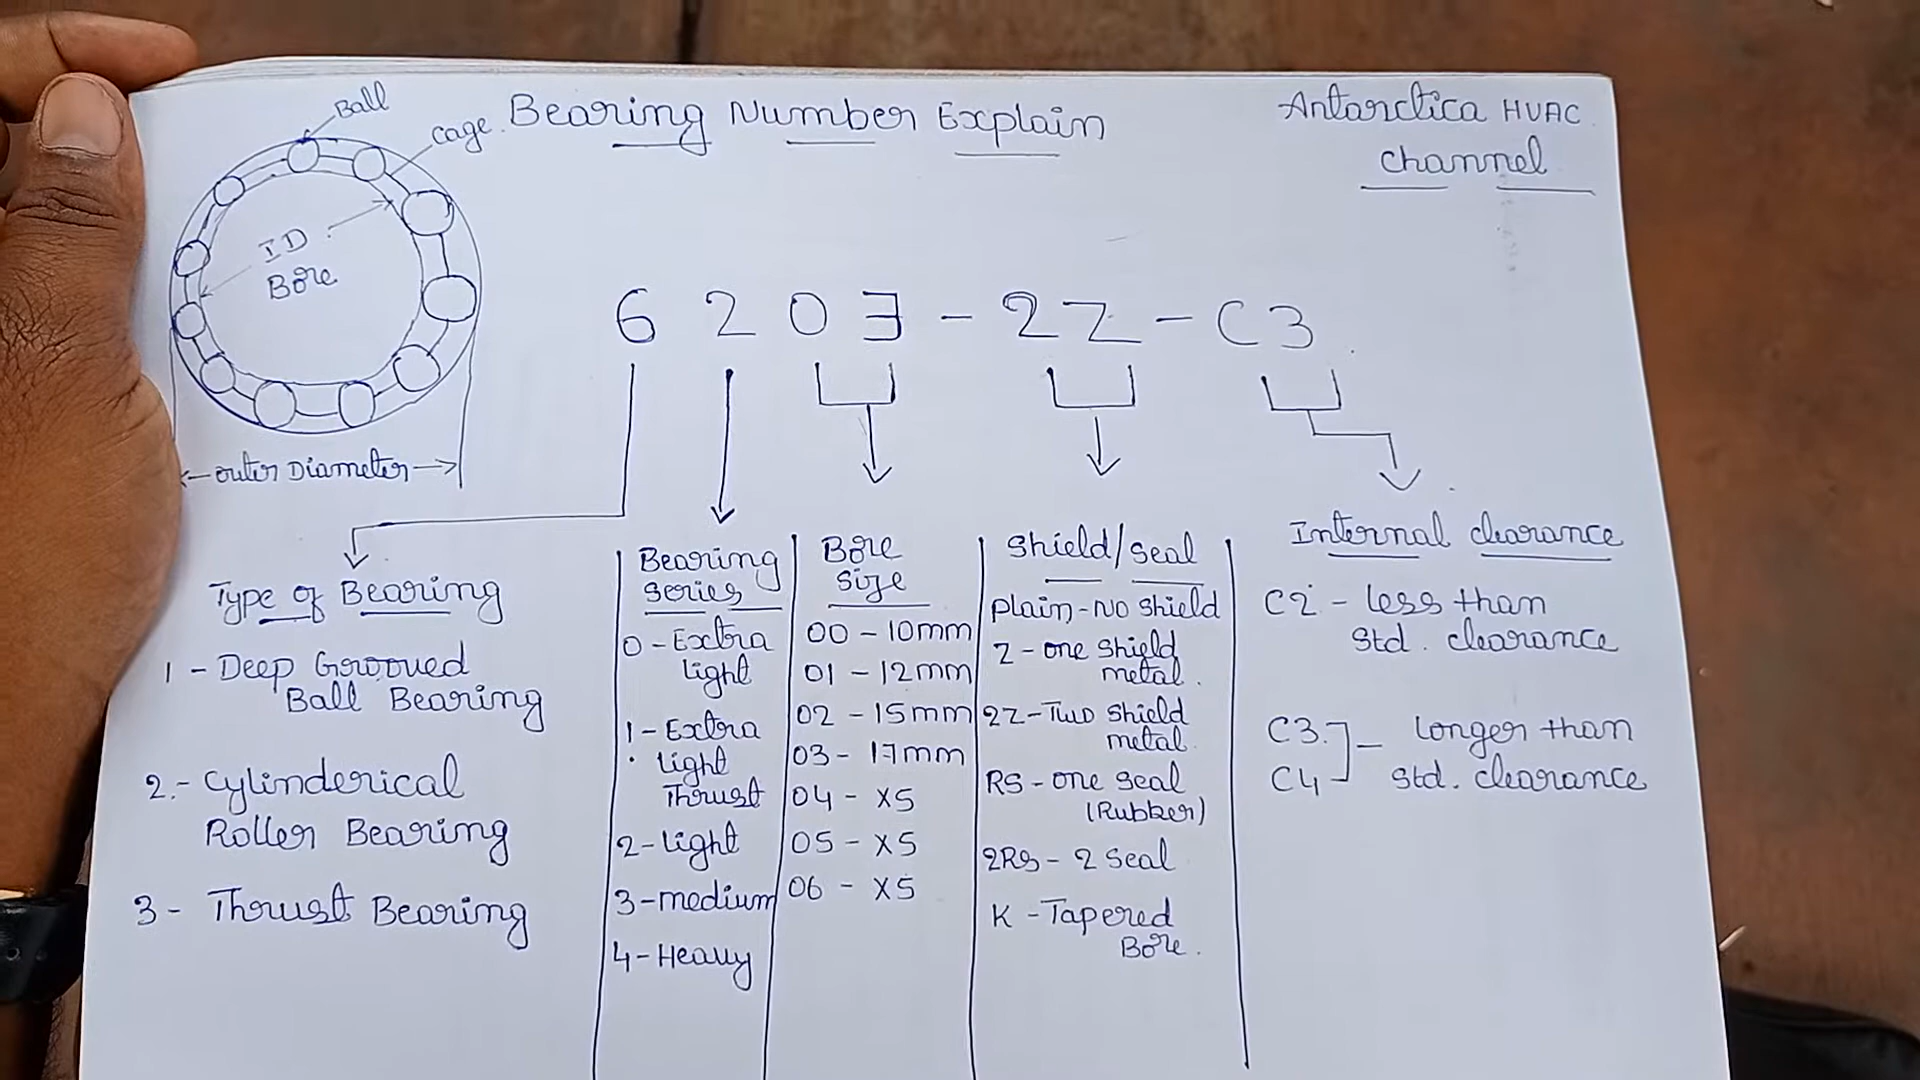 Ball
cage.
Bearing Number Explain
Antarctica HVAC
channel
ID
Bore
outer Diameter
6 2 0 3 - 2Z - C3
Type of Bearing
1 - Deep Grooved
Ball Bearing
2.- Cylinderical
Roller Bearing
3 - Thrust Bearing
Bearing
series
0 - Extra
light
1 - Extra
light
Thrust
2 - light
3 - medium
4 - Heavy
Bore
size
00 - 10mm
01 - 12mm
02 - 15mm
03 - 17mm
04 - x5
05 - x5
06 - x5
Shield/seal
plain - No shield
Z - one shield
metal.
2Z - Two shield
metal.
RS - one seal
(Rubber)
2RS - 2 seal
K - Tapered
Bore.
Internal clearance
C2 - less than
std. clearance
C3.
C4
- longer than
std. clearance